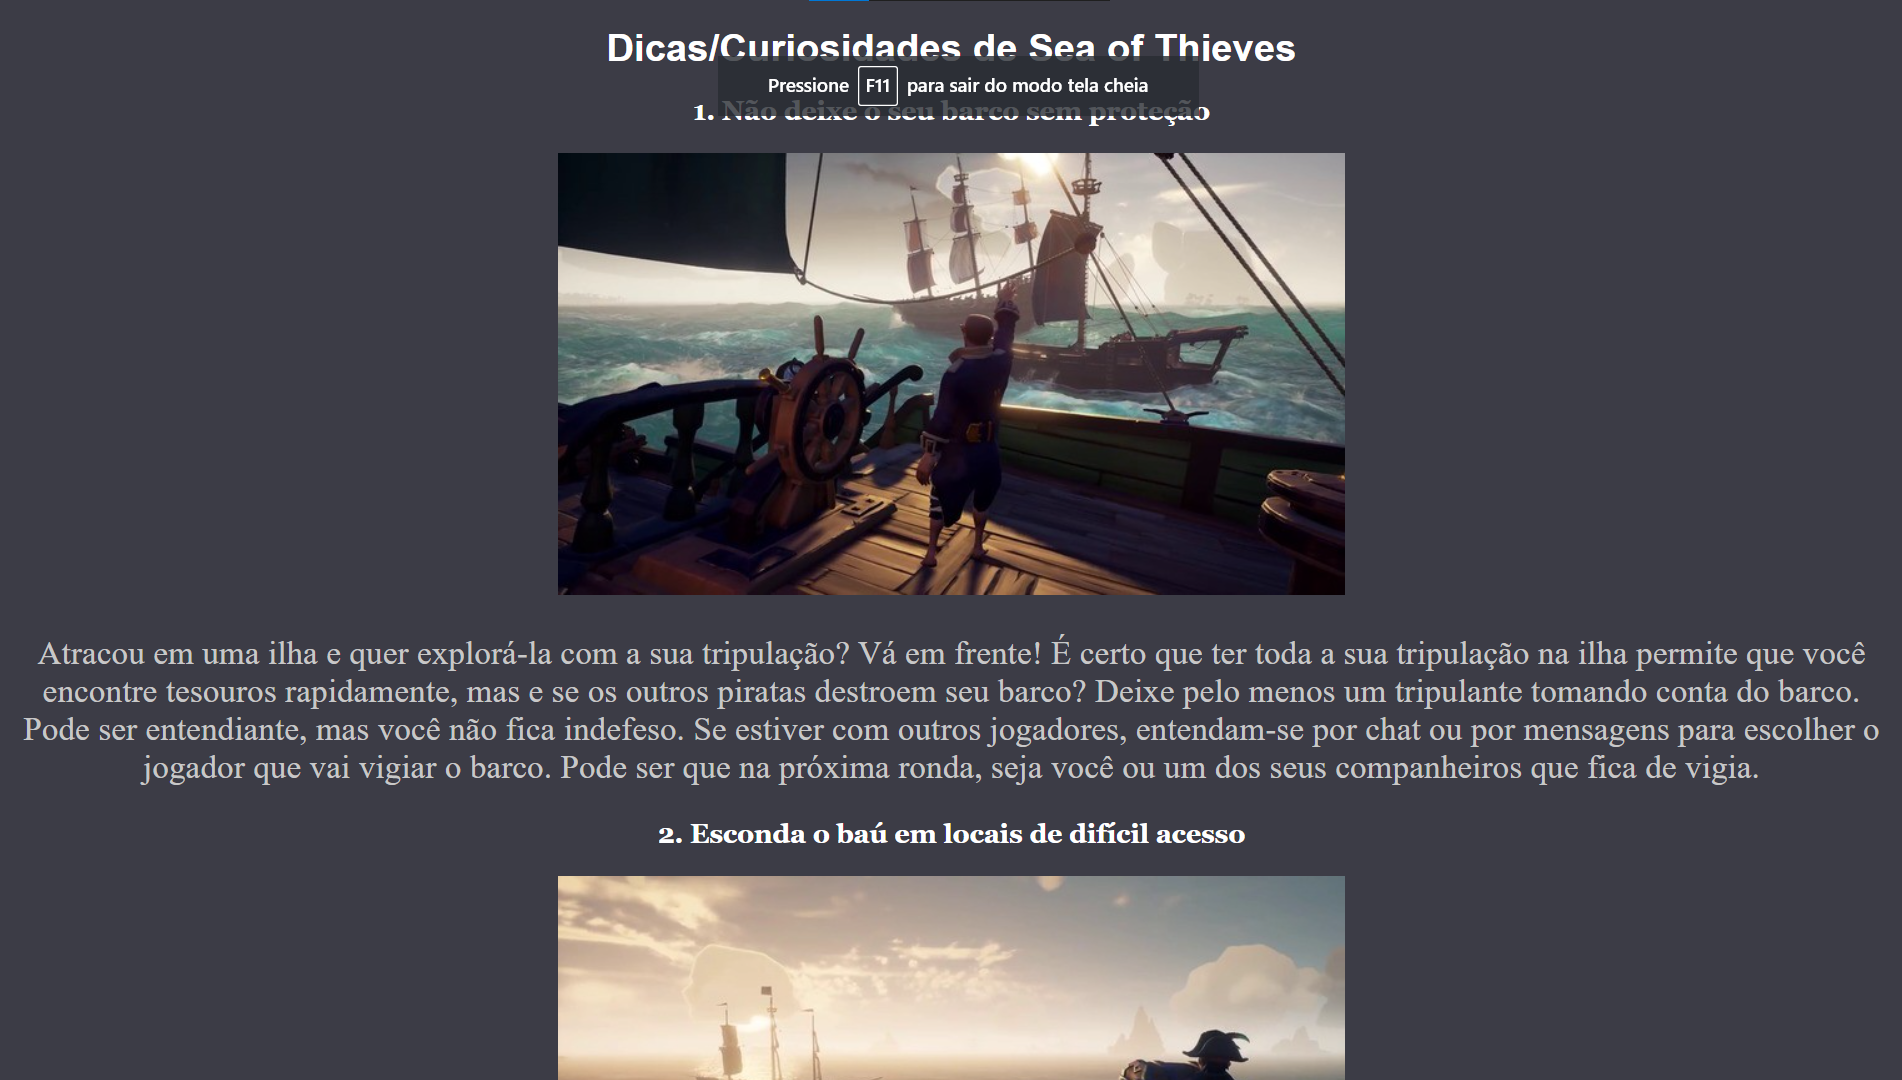 Dicas/Curiosidades de Sea of Thieves
Pressione F11 para sair do modo tela cheia
1. Não deixe o seu barco sem proteção
Atracou em uma ilha e quer explorá-la com a sua tripulação? Vá em frente! É certo que ter toda a sua tripulação na ilha permite que você
encontre tesouros rapidamente, mas e se os outros piratas destroem seu barco? Deixe pelo menos um tripulante tomando conta do barco.
Pode ser entendiante, mas você não fica indefeso. Se estiver com outros jogadores, entendam-se por chat ou por mensagens para escolher o
jogador que vai vigiar o barco. Pode ser que na próxima ronda, seja você ou um dos seus companheiros que fica de vigia.
2. Esconda o baú em locais de difícil acesso